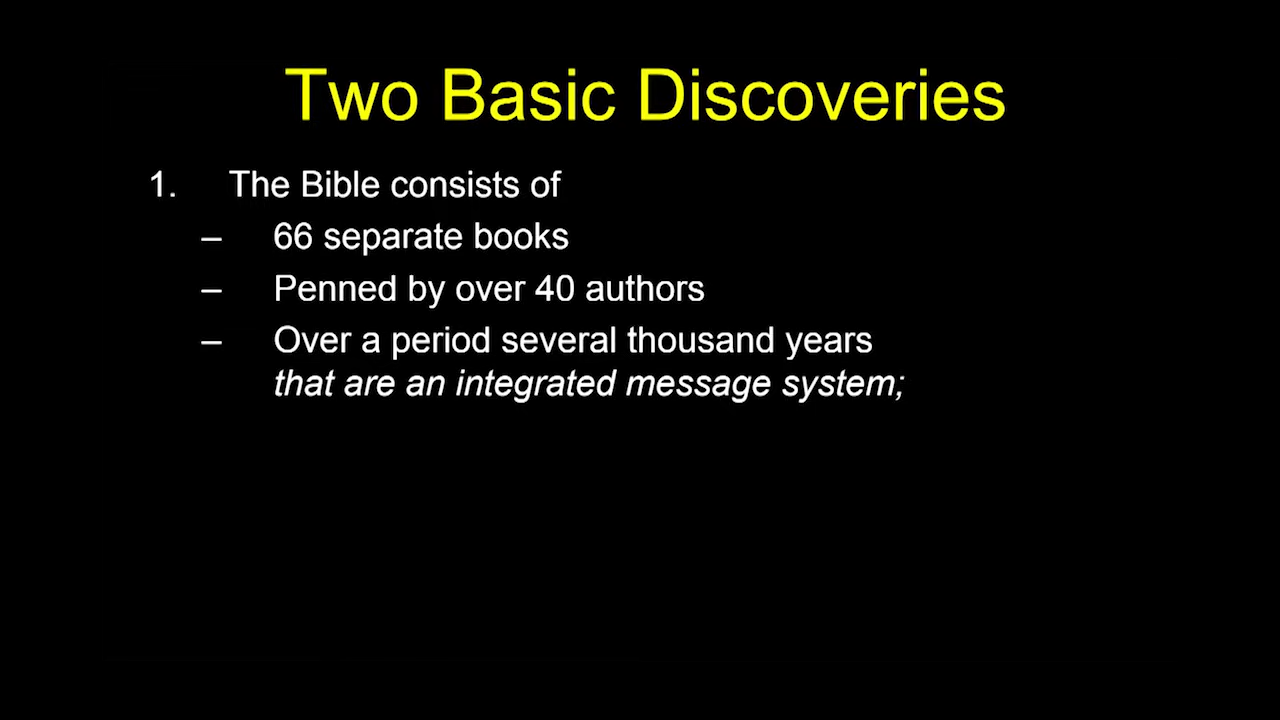 Two Basic Discoveries
1. The Bible consists of
– 66 separate books
– Penned by over 40 authors
– Over a period several thousand years
that are an integrated message system;